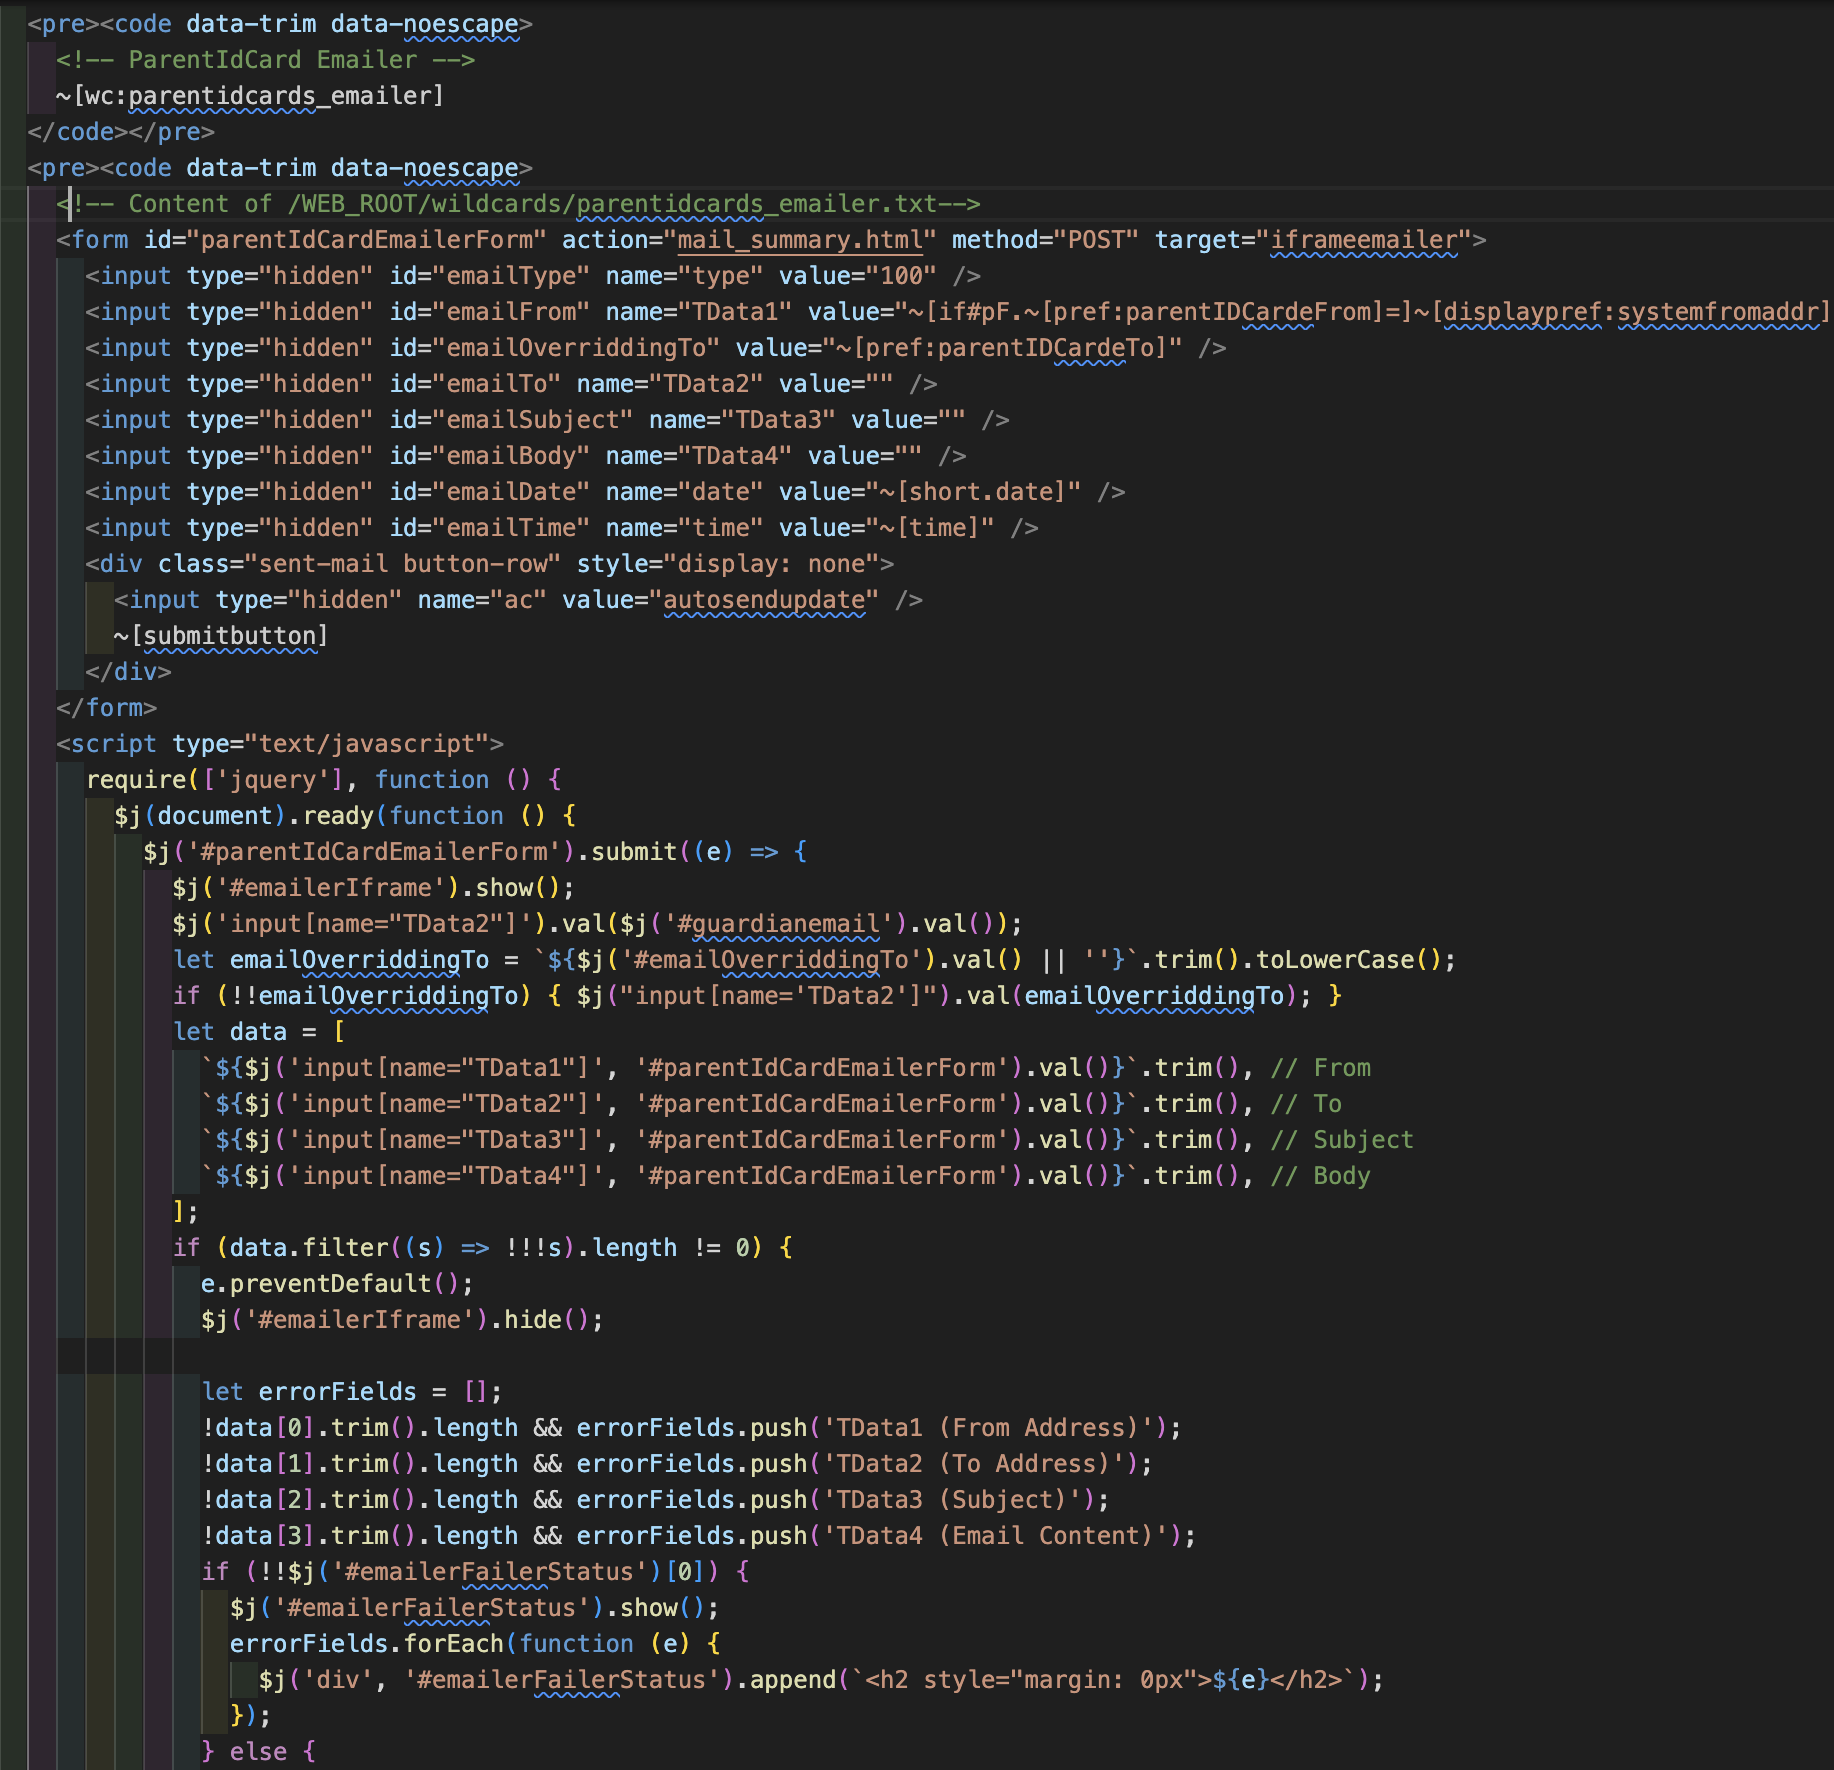 <pre><code data-trim data-noescape>
<!-- ParentIdCard Emailer -->
~[wc:parentidcards_emailer]
</code></pre>
<pre><code data-trim data-noescape>
<!-- Content of /WEB_ROOT/wildcards/parentidcards_emailer.txt-->
<form id="parentIdCardEmailerForm" action="mail_summary.html" method="POST" target="iframeemailer">
<input type="hidden" id="emailType" name="type" value="100" />
<input type="hidden" id="emailFrom" name="TData1" value="~[if#pF.~[pref:parentIDCardeFrom]=]~[displaypref:systemfromaddr]
<input type="hidden" id="emailOverriddingTo" value="~[pref:parentIDCardeTo]" />
<input type="hidden" id="emailTo" name="TData2" value="" />
<input type="hidden" id="emailSubject" name="TData3" value="" />
<input type="hidden" id="emailBody" name="TData4" value="" />
<input type="hidden" id="emailDate" name="date" value="~[short.date]" />
<input type="hidden" id="emailTime" name="time" value="~[time]" />
<div class="sent-mail button-row" style="display: none">
<input type="hidden" name="ac" value="autosendupdate" />
~[submitbutton]
</div>
</form>
<script type="text/javascript">
require(['jquery'], function () {
$j(document).ready(function () {
$j('#parentIdCardEmailerForm').submit((e) => {
$j('#emailerIframe').show();
$j('input[name="TData2"]').val($j('#guardianemail').val());
let emailOverriddingTo = `${$j('#emailOverriddingTo').val() || ''}`.trim().toLowerCase();
if (!!emailOverriddingTo) { $j("input[name='TData2']").val(emailOverriddingTo); }
let data = [
`${$j('input[name="TData1"]', '#parentIdCardEmailerForm').val()}`.trim(), // From
`${$j('input[name="TData2"]', '#parentIdCardEmailerForm').val()}`.trim(), // To
`${$j('input[name="TData3"]', '#parentIdCardEmailerForm').val()}`.trim(), // Subject
`${$j('input[name="TData4"]', '#parentIdCardEmailerForm').val()}`.trim(), // Body
];
if (data.filter((s) => !!!s).length != 0) {
e.preventDefault();
$j('#emailerIframe').hide();
let errorFields = [];
!data[0].trim().length && errorFields.push('TData1 (From Address)');
!data[1].trim().length && errorFields.push('TData2 (To Address)');
!data[2].trim().length && errorFields.push('TData3 (Subject)');
!data[3].trim().length && errorFields.push('TData4 (Email Content)');
if (!!$j('#emailerFailerStatus')[0]) {
$j('#emailerFailerStatus').show();
errorFields.forEach(function (e) {
$j('div', '#emailerFailerStatus').append(`<h2 style="margin: 0px">${e}</h2>`);
});
} else {